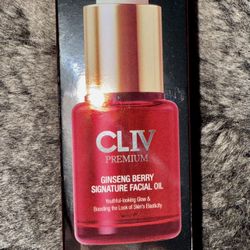 CLIV
PREMIUM
GINSENG BERRY
SIGNATURE FACIAL OIL
Youthful-looking Glow &
Boosting the Look of Skin's Elasticity